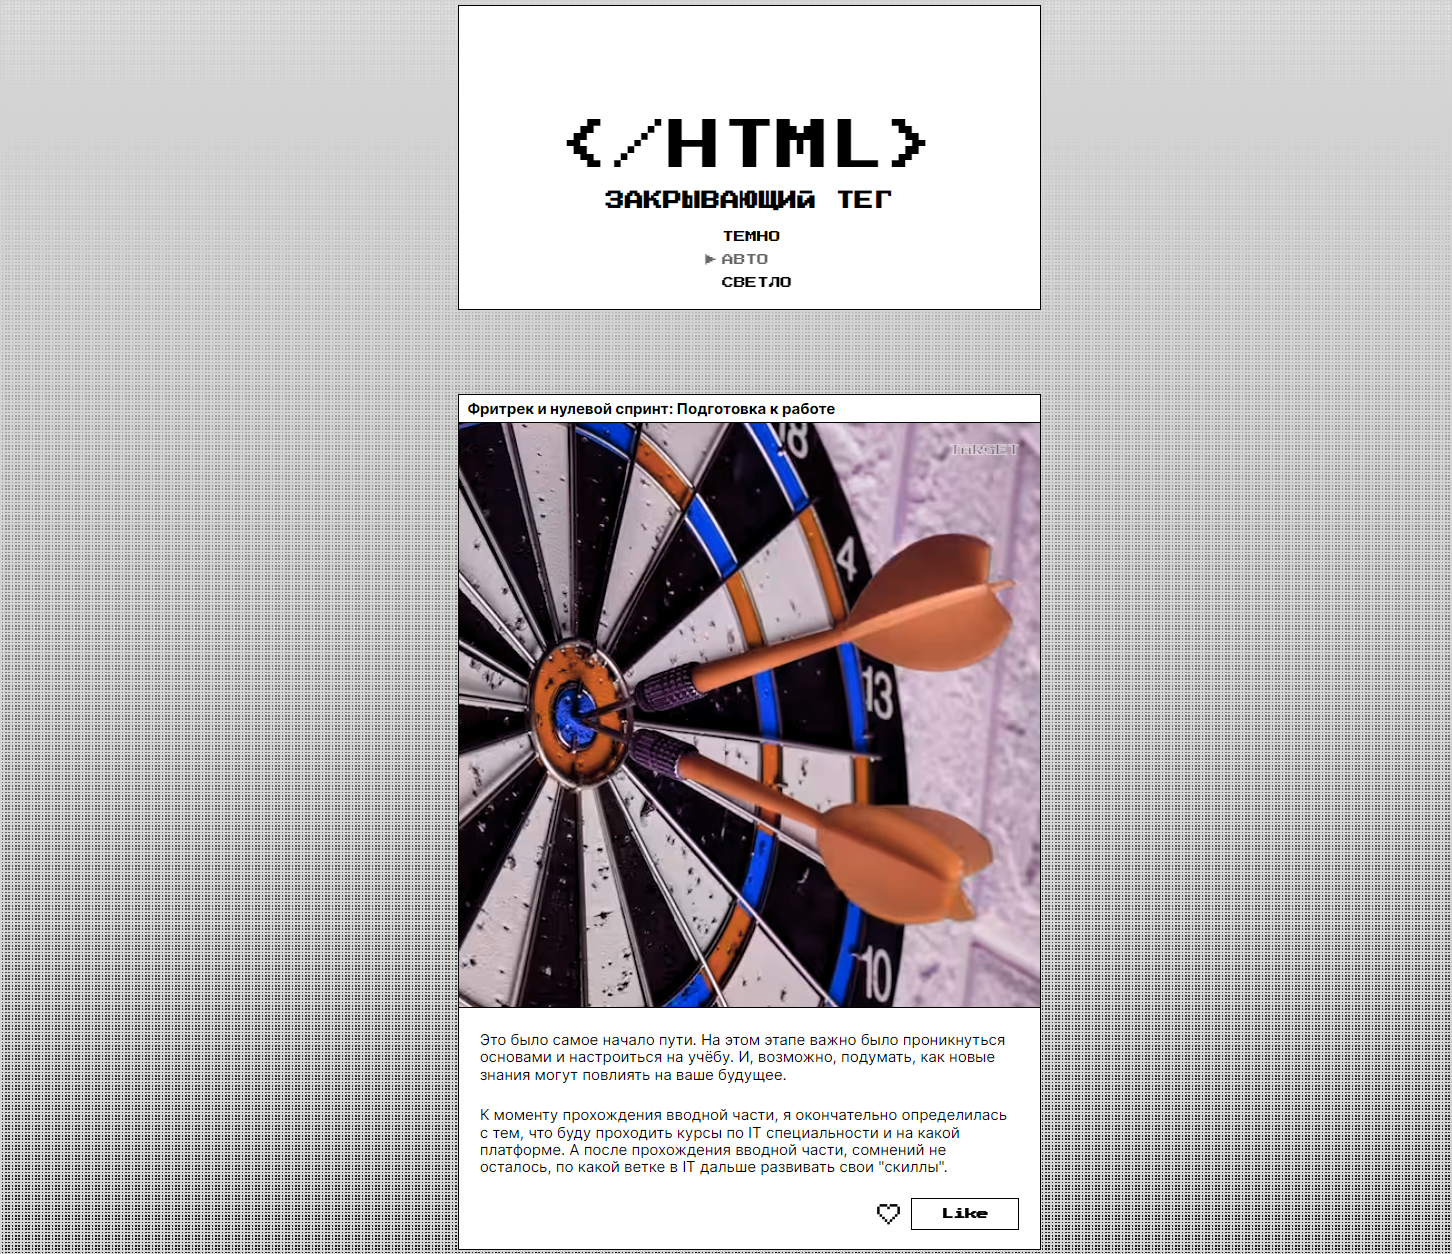 </HTML>
ЗАКРЫВАЮЩИЙ ТЕГ
ТЕМНО
▶ АВТО
СВЕТЛО
Фритрек и нулевой спринт: Подготовка к работе
TaRGET
18
4
13
10
Это было самое начало пути. На этом этапе важно было проникнуться
основами и настроиться на учёбу. И, возможно, подумать, как новые
знания могут повлиять на ваше будущее.
К моменту прохождения вводной части, я окончательно определилась
с тем, что буду проходить курсы по IT специальности и на какой
платформе. А после прохождения вводной части, сомнений не
осталось, по какой ветке в IT дальше развивать свои "скиллы".
Like